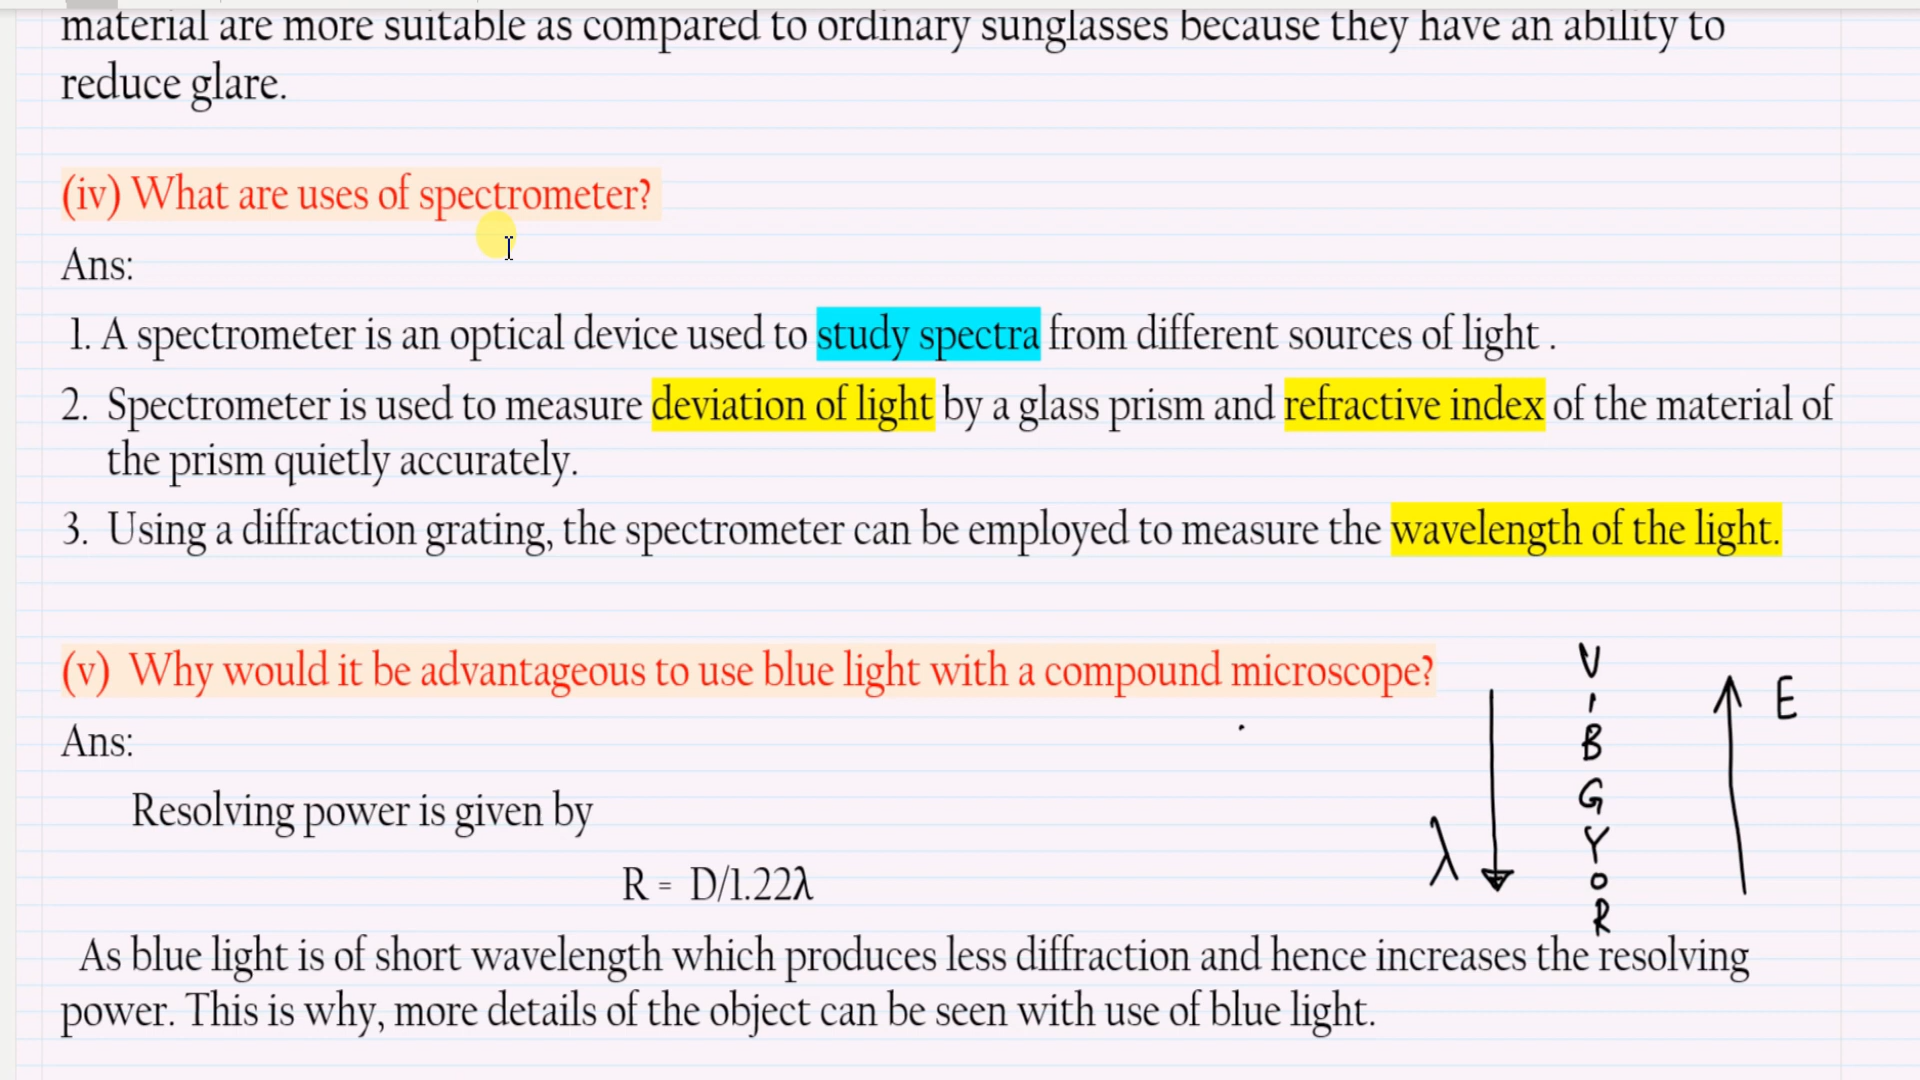 material are more suitable as compared to ordinary sunglasses because they have an ability to
reduce glare.
(iv) What are uses of spectrometer?
Ans:
1. A spectrometer is an optical device used to study spectra from different sources of light .
2. Spectrometer is used to measure deviation of light by a glass prism and refractive index of the material of
the prism quietly accurately.
3. Using a diffraction grating, the spectrometer can be employed to measure the wavelength of the light.
(v) Why would it be advantageous to use blue light with a compound microscope?
Ans:
Resolving power is given by
R = D/1.22λ
As blue light is of short wavelength which produces less diffraction and hence increases the resolving
power. This is why, more details of the object can be seen with use of blue light.
λ
V
I
B
G
Y
O
R
E